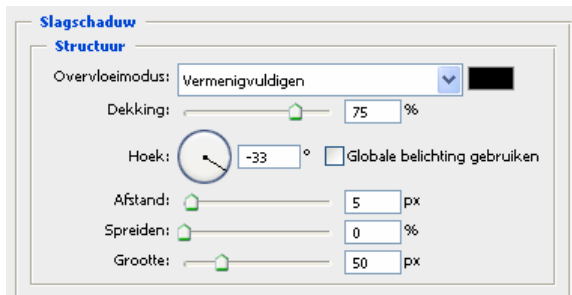 Slagschaduw
Structuur
Overvloeimodus: Vermenigvuldigen
Dekking: 75 %
Hoek: -33 ° Globale belichting gebruiken
Afstand: 5 px
Spreiden: 0 %
Grootte: 50 px